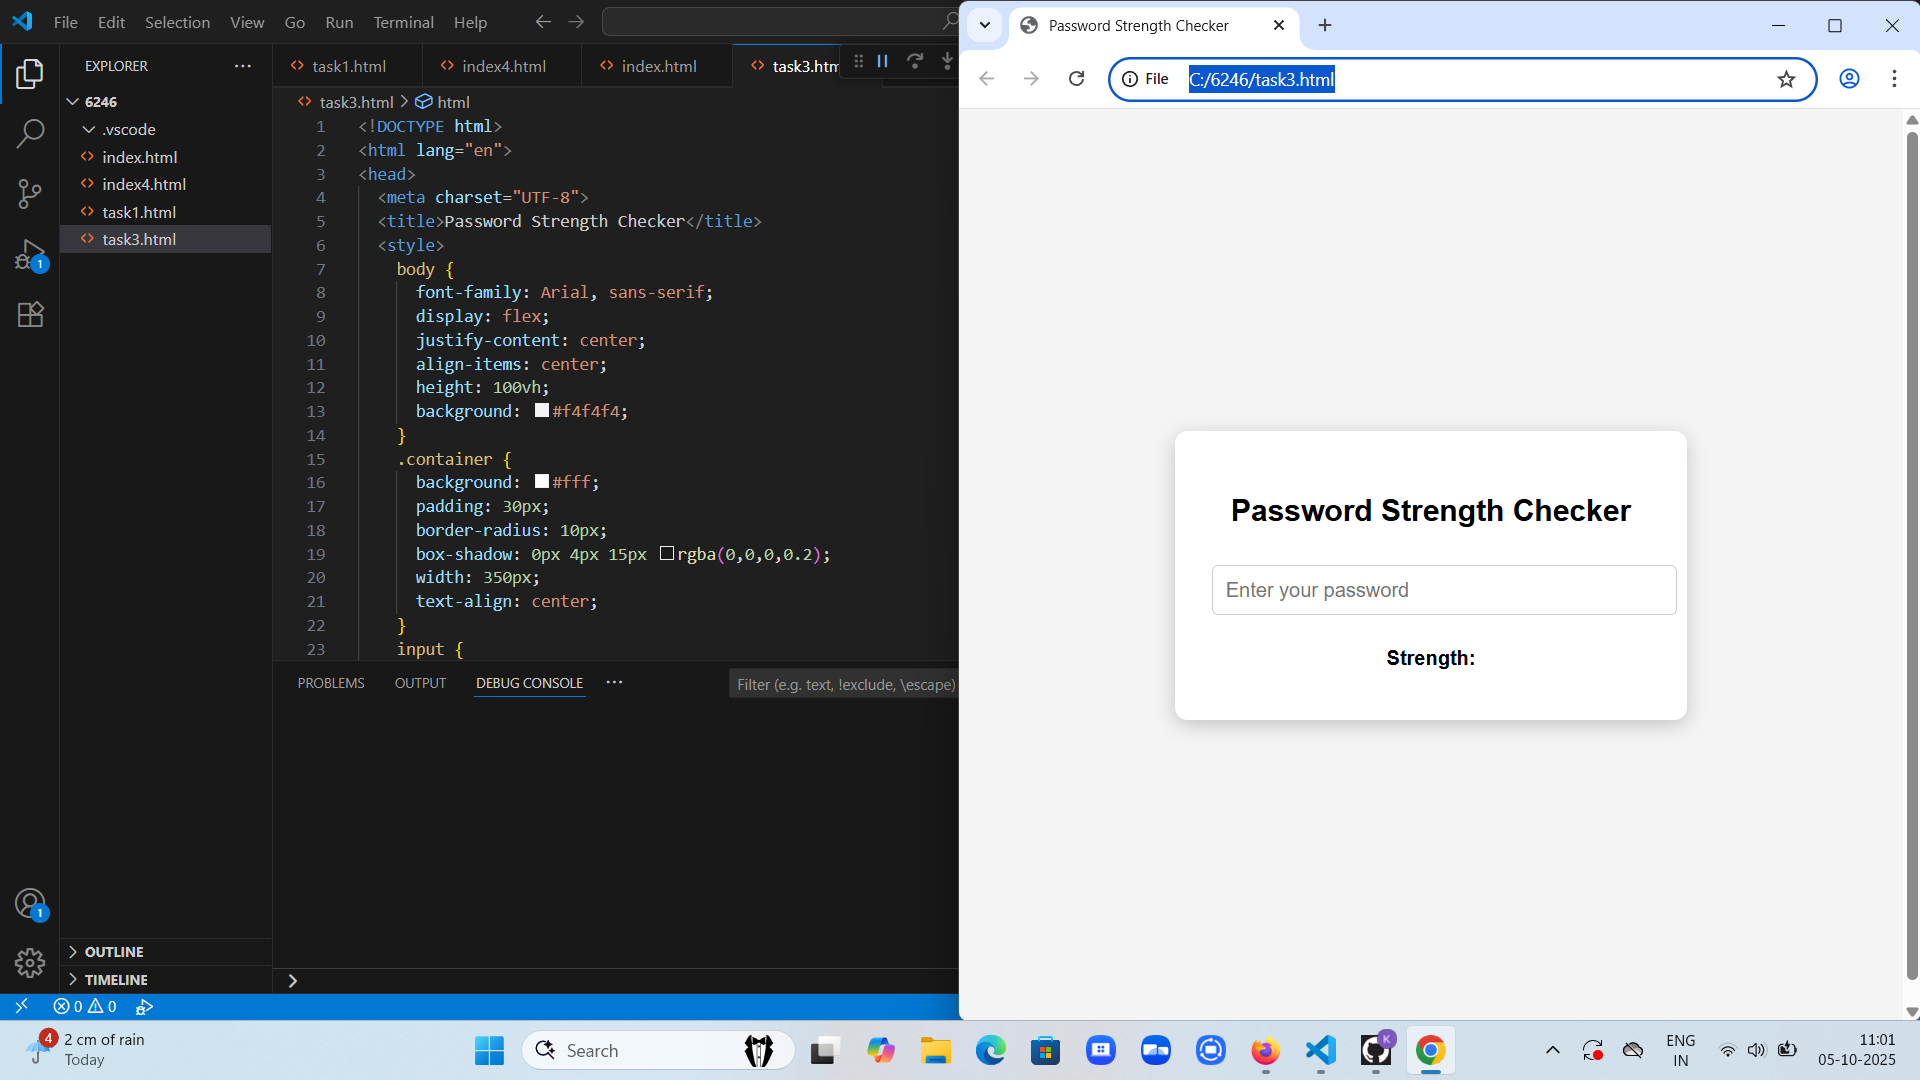 File Edit Selection View Go Run Terminal Help
EXPLORER
6246
.vscode
index.html
index4.html
task1.html
task3.html
OUTLINE
TIMELINE
1
1
task1.html index4.html index.html task3.htm
task3.html > html
1 <!DOCTYPE html>
2 <html lang="en">
3 <head>
4 <meta charset="UTF-8">
5 <title>Password Strength Checker</title>
6 <style>
7 body {
8 font-family: Arial, sans-serif;
9 display: flex;
10 justify-content: center;
11 align-items: center;
12 height: 100vh;
13 background: #f4f4f4;
14 }
15 .container {
16 background: #fff;
17 padding: 30px;
18 border-radius: 10px;
19 box-shadow: 0px 4px 15px rgba(0,0,0,0.2);
20 width: 350px;
21 text-align: center;
22 }
23 input {
PROBLEMS OUTPUT DEBUG CONSOLE
Filter (e.g. text, !exclude, \escape)
0 0
Password Strength Checker
File C:/6246/task3.html
Password Strength Checker
Enter your password
Strength:
4
2 cm of rain
Today
Search
K
ENG
IN
11:01
05-10-2025